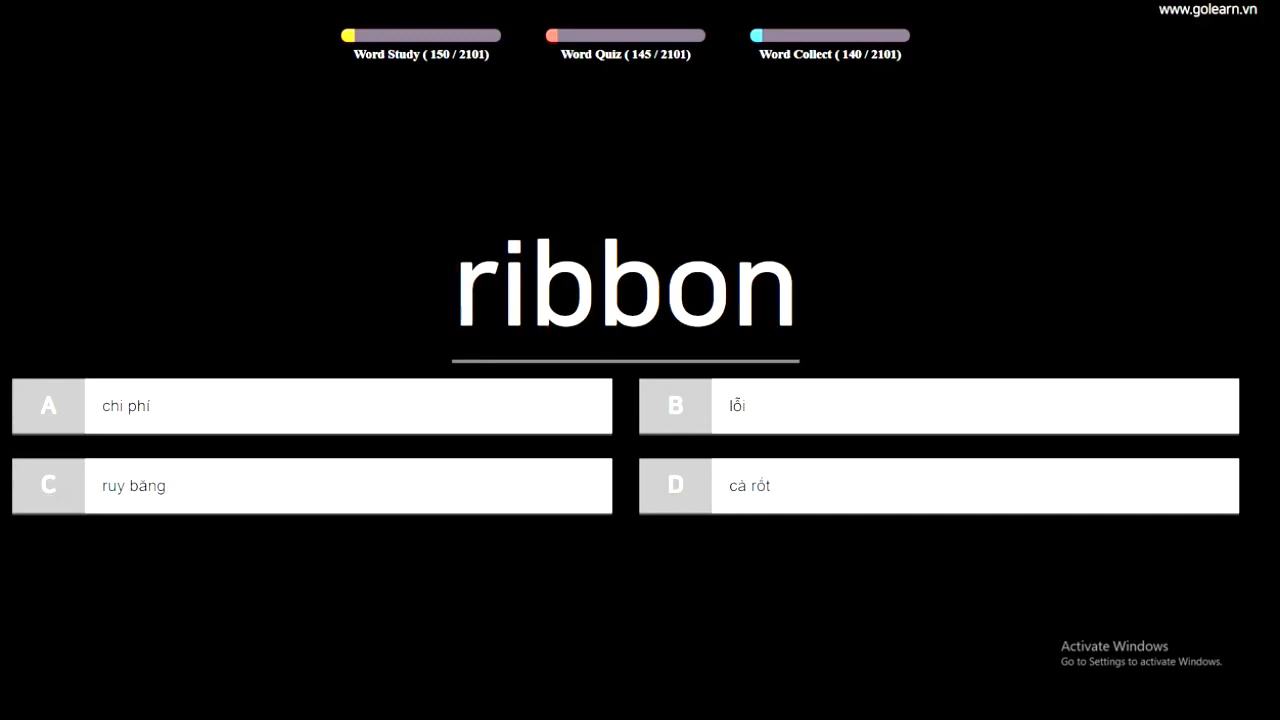 www.golearn.vn
Word Study ( 150 / 2101)
Word Quiz ( 145 / 2101)
Word Collect ( 140 / 2101)
ribbon
A chi phí
B lỗi
C ruy băng
D cà rốt
Activate Windows
Go to Settings to activate Windows.